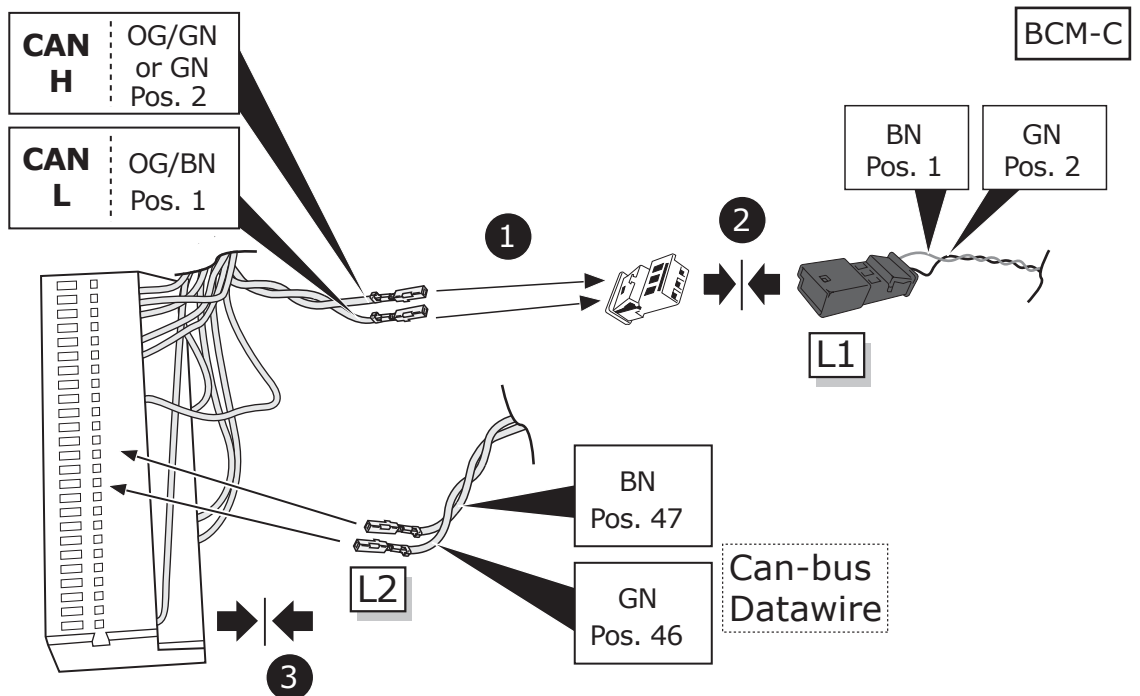 CAN
H
OG/GN
or GN
Pos. 2
CAN
L
OG/BN
Pos. 1
BCM-C
BN
Pos. 1
GN
Pos. 2
1
2
L1
BN
Pos. 47
L2
GN
Pos. 46
Can-bus
Datawire
3